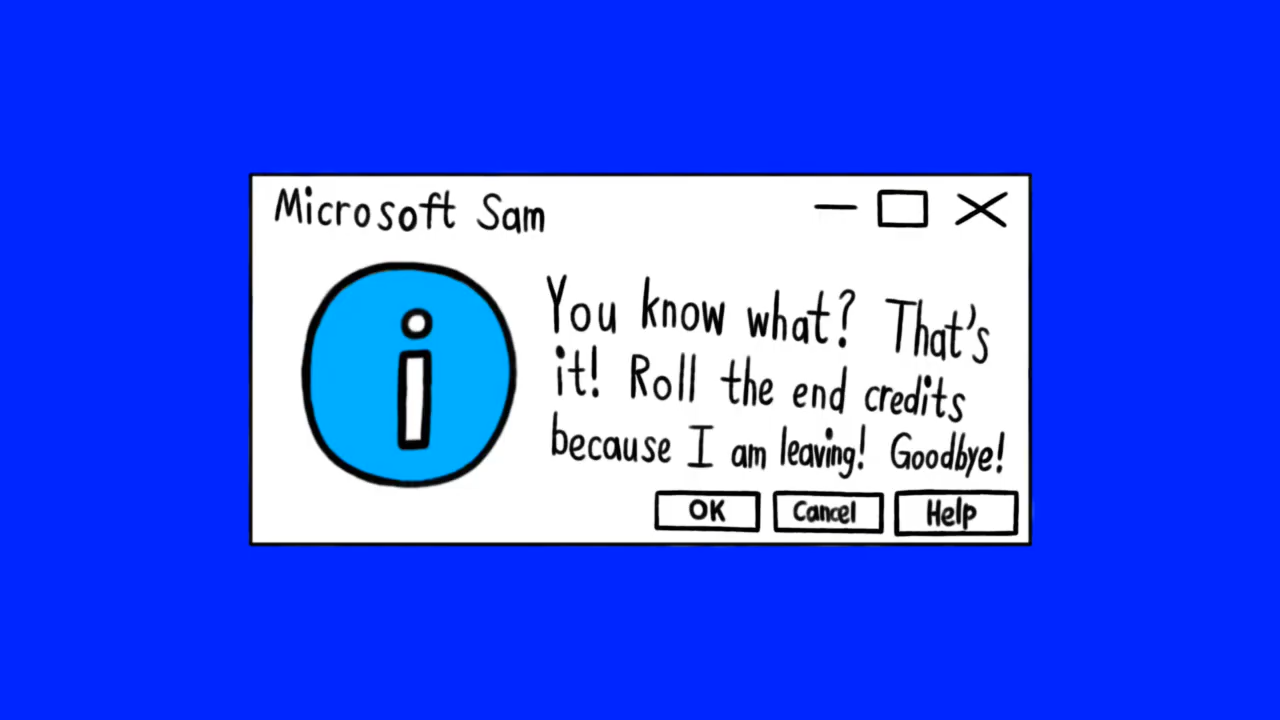 Microsoft Sam
i
You know what? That's
it! Roll the end credits
because I am leaving! Goodbye!
OK Cancel Help